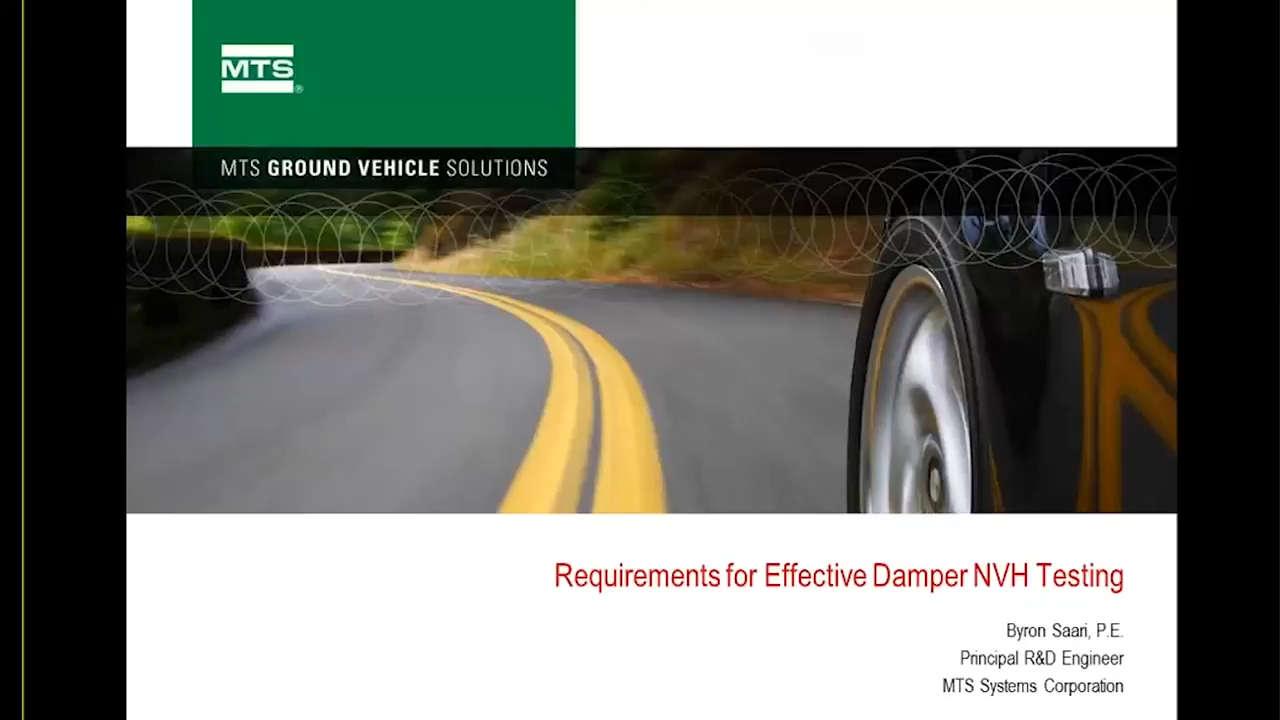 MTS®
MTS GROUND VEHICLE SOLUTIONS
Requirements for Effective Damper NVH Testing
Byron Saari, P.E.
Principal R&D Engineer
MTS Systems Corporation